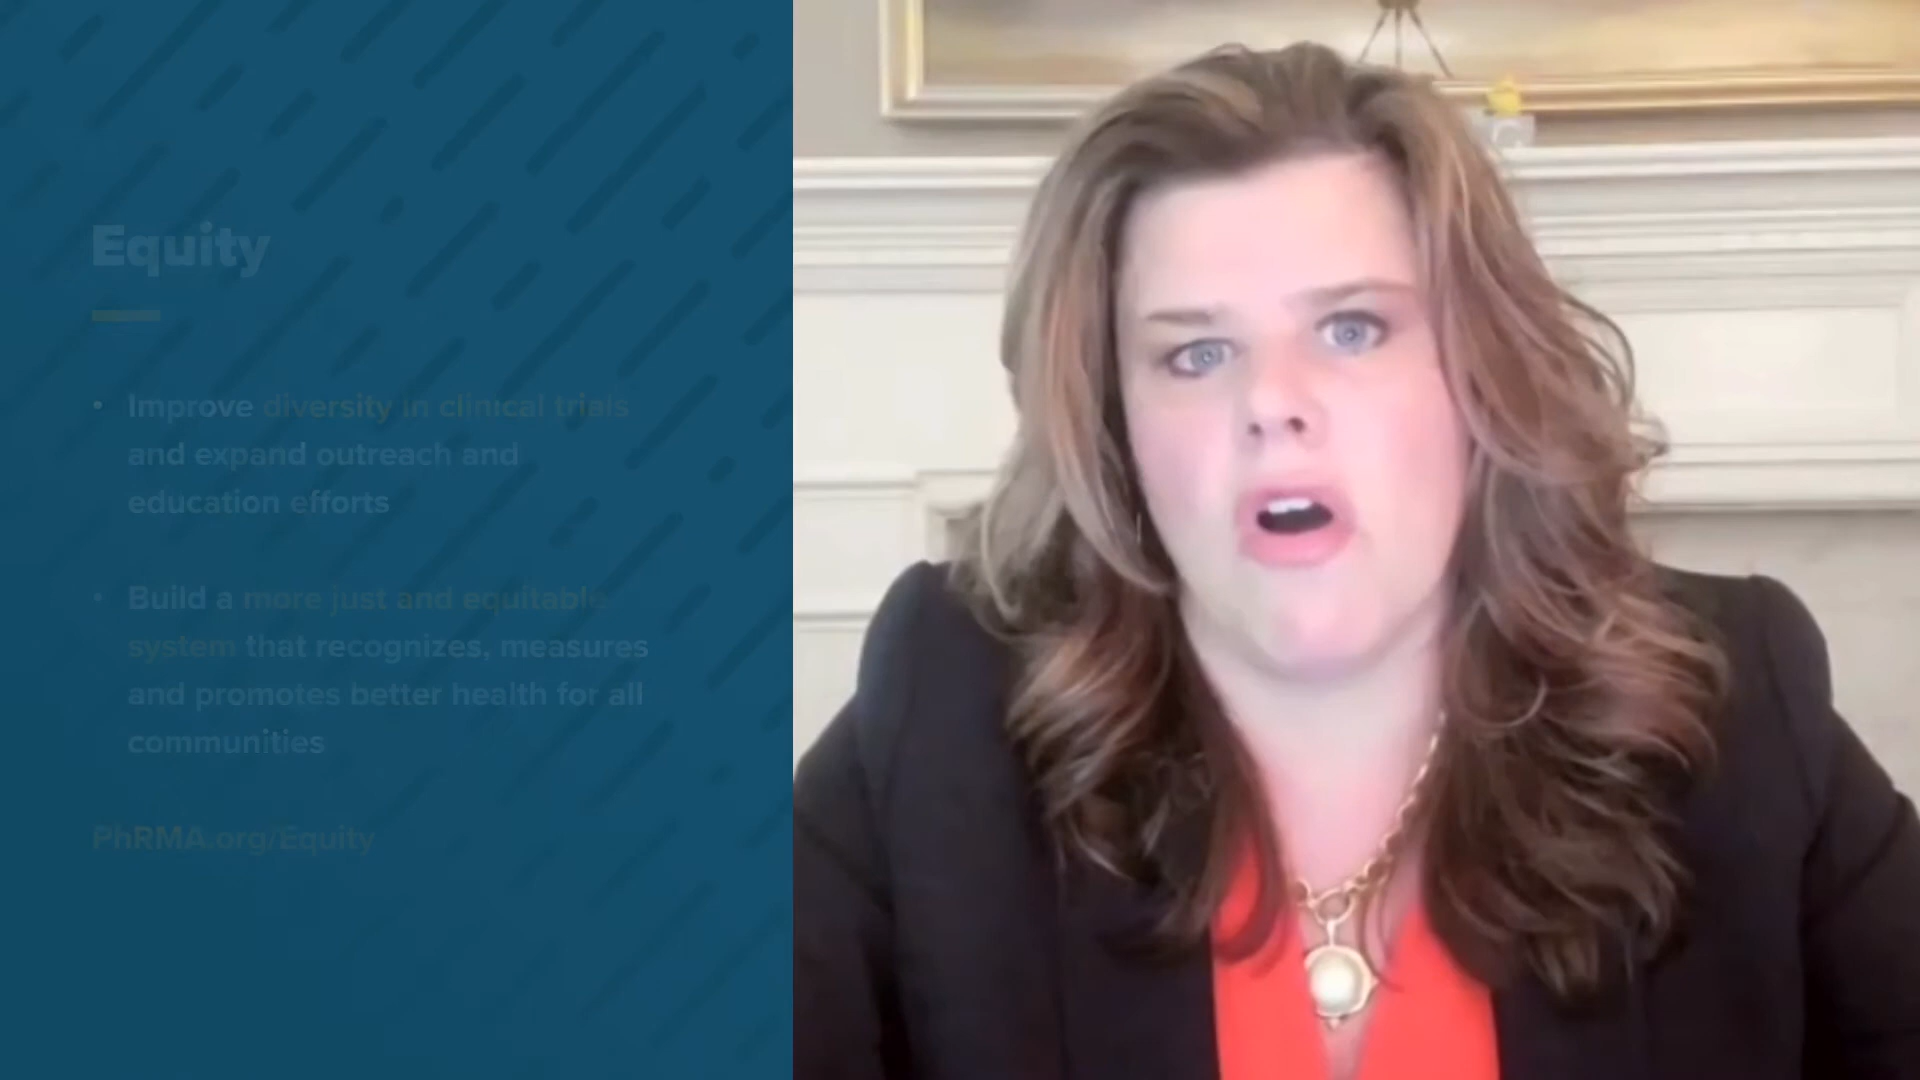 Equity
• Improve diversity in clinical trials
and expand outreach and
education efforts
• Build a more just and equitable
system that recognizes, measures
and promotes better health for all
communities
PhRMA.org/Equity